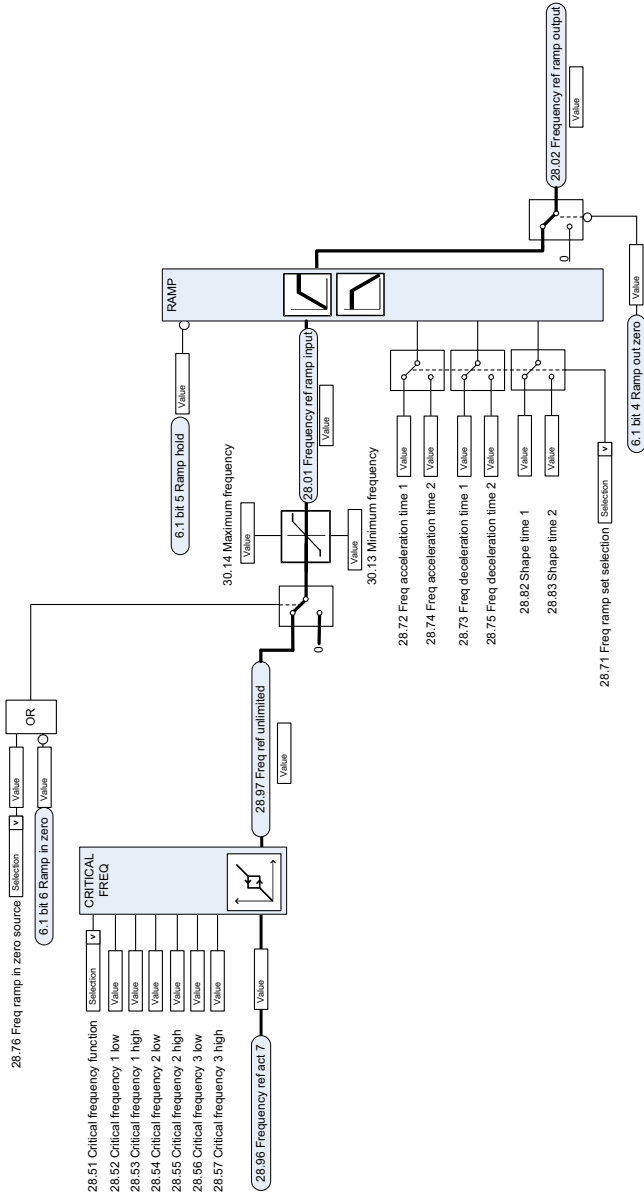 28.76 Freq ramp in zero source
Selection
v
Value
6.1 bit 6 Ramp in zero
Value
OR
28.51 Critical frequency function
Selection
v
28.52 Critical frequency 1 low
Value
28.53 Critical frequency 1 high
Value
28.54 Critical frequency 2 low
Value
28.55 Critical frequency 2 high
Value
28.56 Critical frequency 3 low
Value
28.57 Critical frequency 3 high
Value
28.96 Frequency ref act 7
Value
CRITICAL
FREQ
28.97 Freq ref unlimited
Value
0
30.14 Maximum frequency
Value
30.13 Minimum frequency
Value
28.01 Frequency ref ramp input
Value
6.1 bit 5 Ramp hold
Value
RAMP
28.72 Freq acceleration time 1
Value
28.74 Freq acceleration time 2
Value
28.73 Freq deceleration time 1
Value
28.75 Freq deceleration time 2
Value
28.82 Shape time 1
Value
28.83 Shape time 2
Value
28.71 Freq ramp set selection
Selection
v
0
28.02 Frequency ref ramp output
Value
6.1 bit 4 Ramp out zero
Value